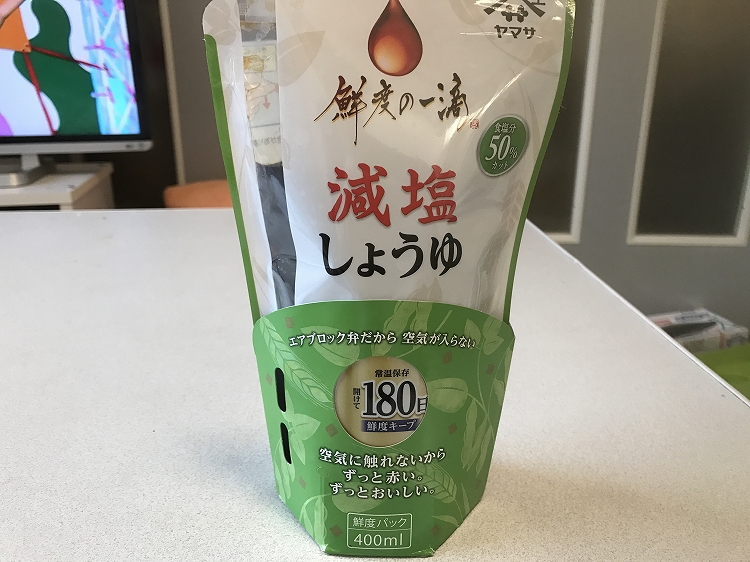 ヤマサ
鮮度の一滴
食塩分
50%
カット
減塩
しょうゆ
エアブロック弁だから 空気が入らない
常温保存
開けて
180日
鮮度キープ
空気に触れないから
ずっと赤い。
ずっとおいしい。
鮮度パック
400ml